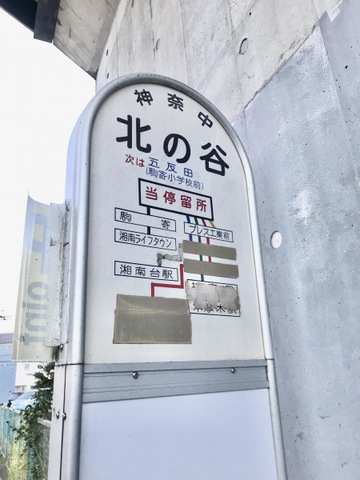 神奈中
北の谷
次は 五反田
(駒寄小学校前)
当停留所
駒寄
プレス工業前
湘南ライフタウン
湘南台駅